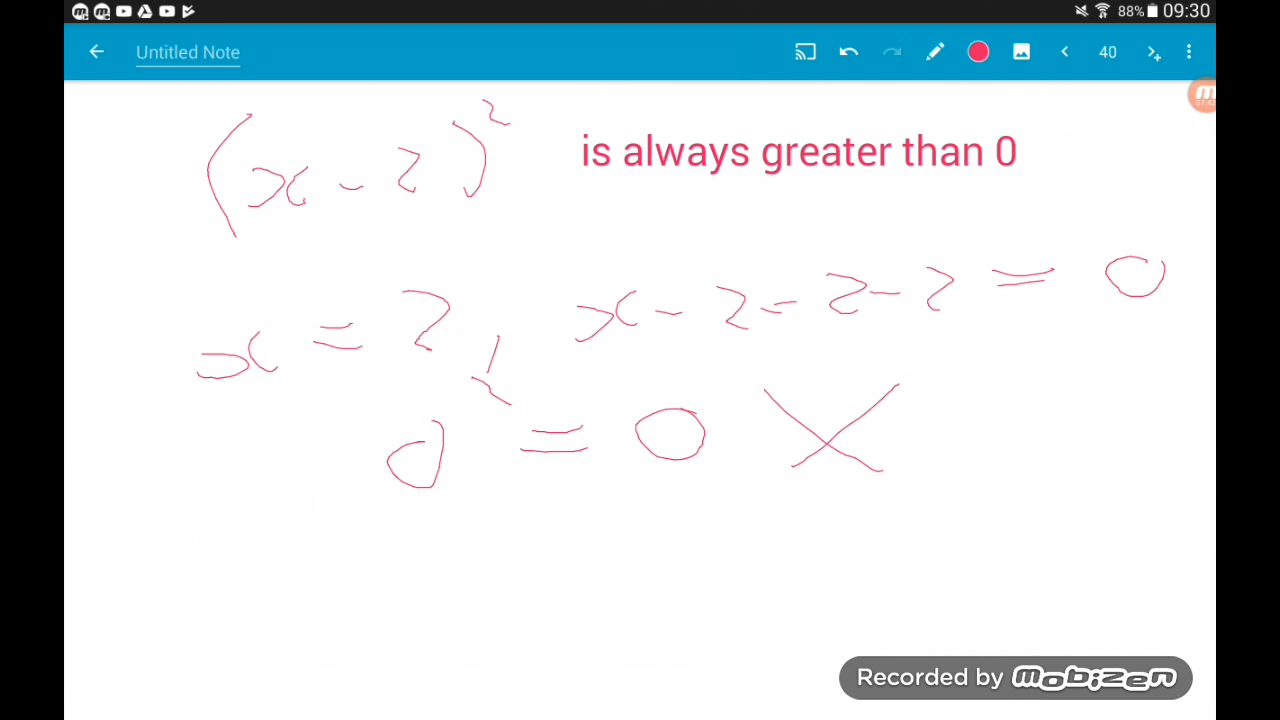 88% 09:30
Untitled Note 40
(x - 2)² is always greater than 0
x = 2, x - 2 = 2 - 2 = 0
0² = 0 X
Recorded by mobizen